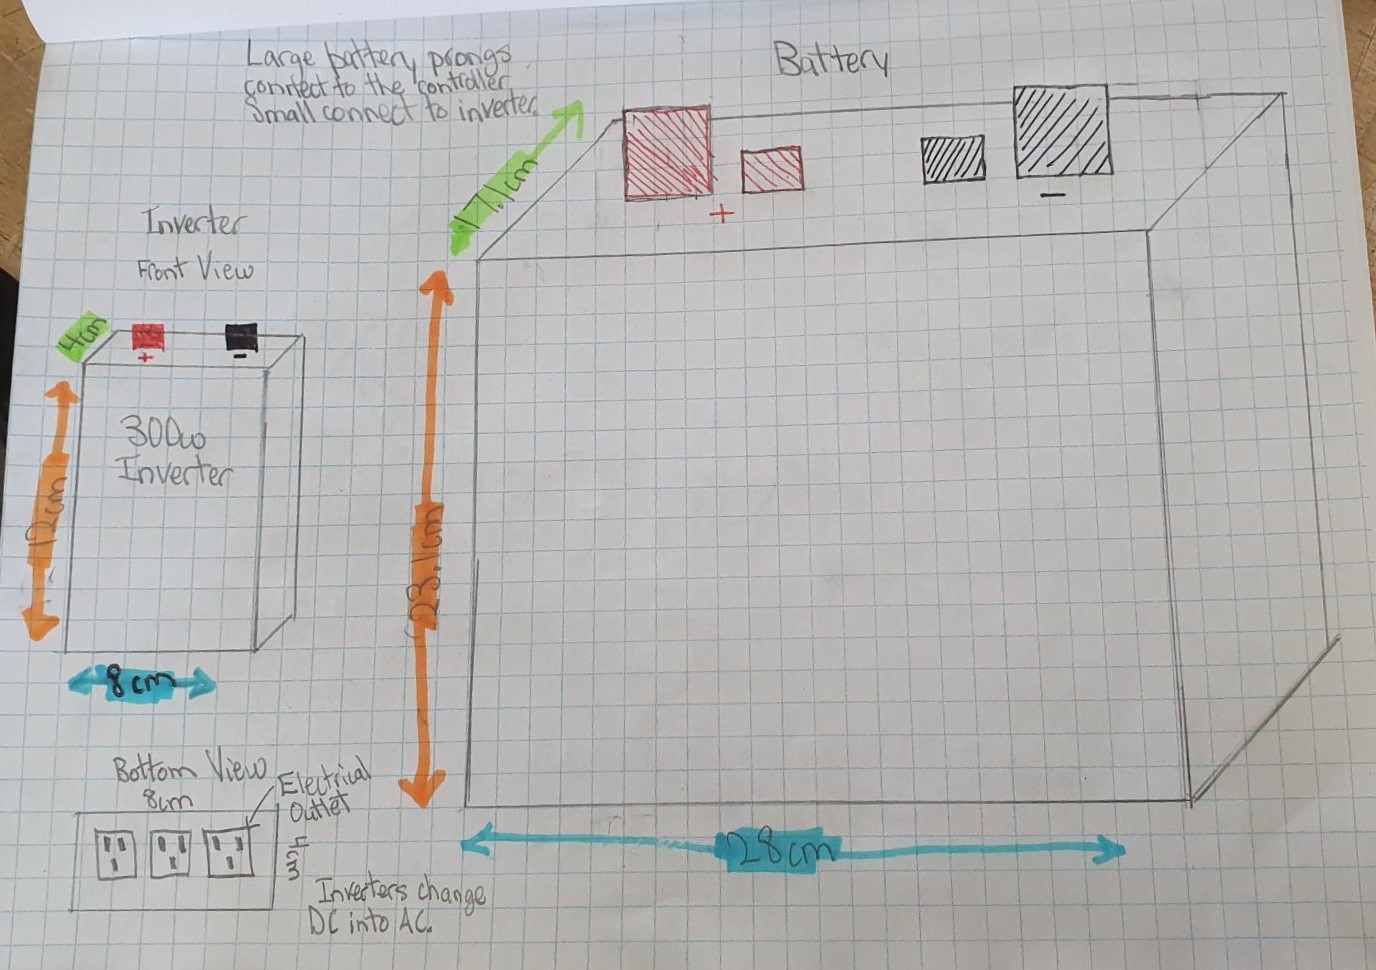 Large battery prongs
connect to the controller.
Small connect to inverter.
Battery
17.1cm
+
-
Inverter
Front View
4cm
+
-
300w
Inverter
12cm
23.1cm
8cm
28cm
Bottom View
8cm
Electrical
Outlet
4cm
Inverters change
DC into AC.